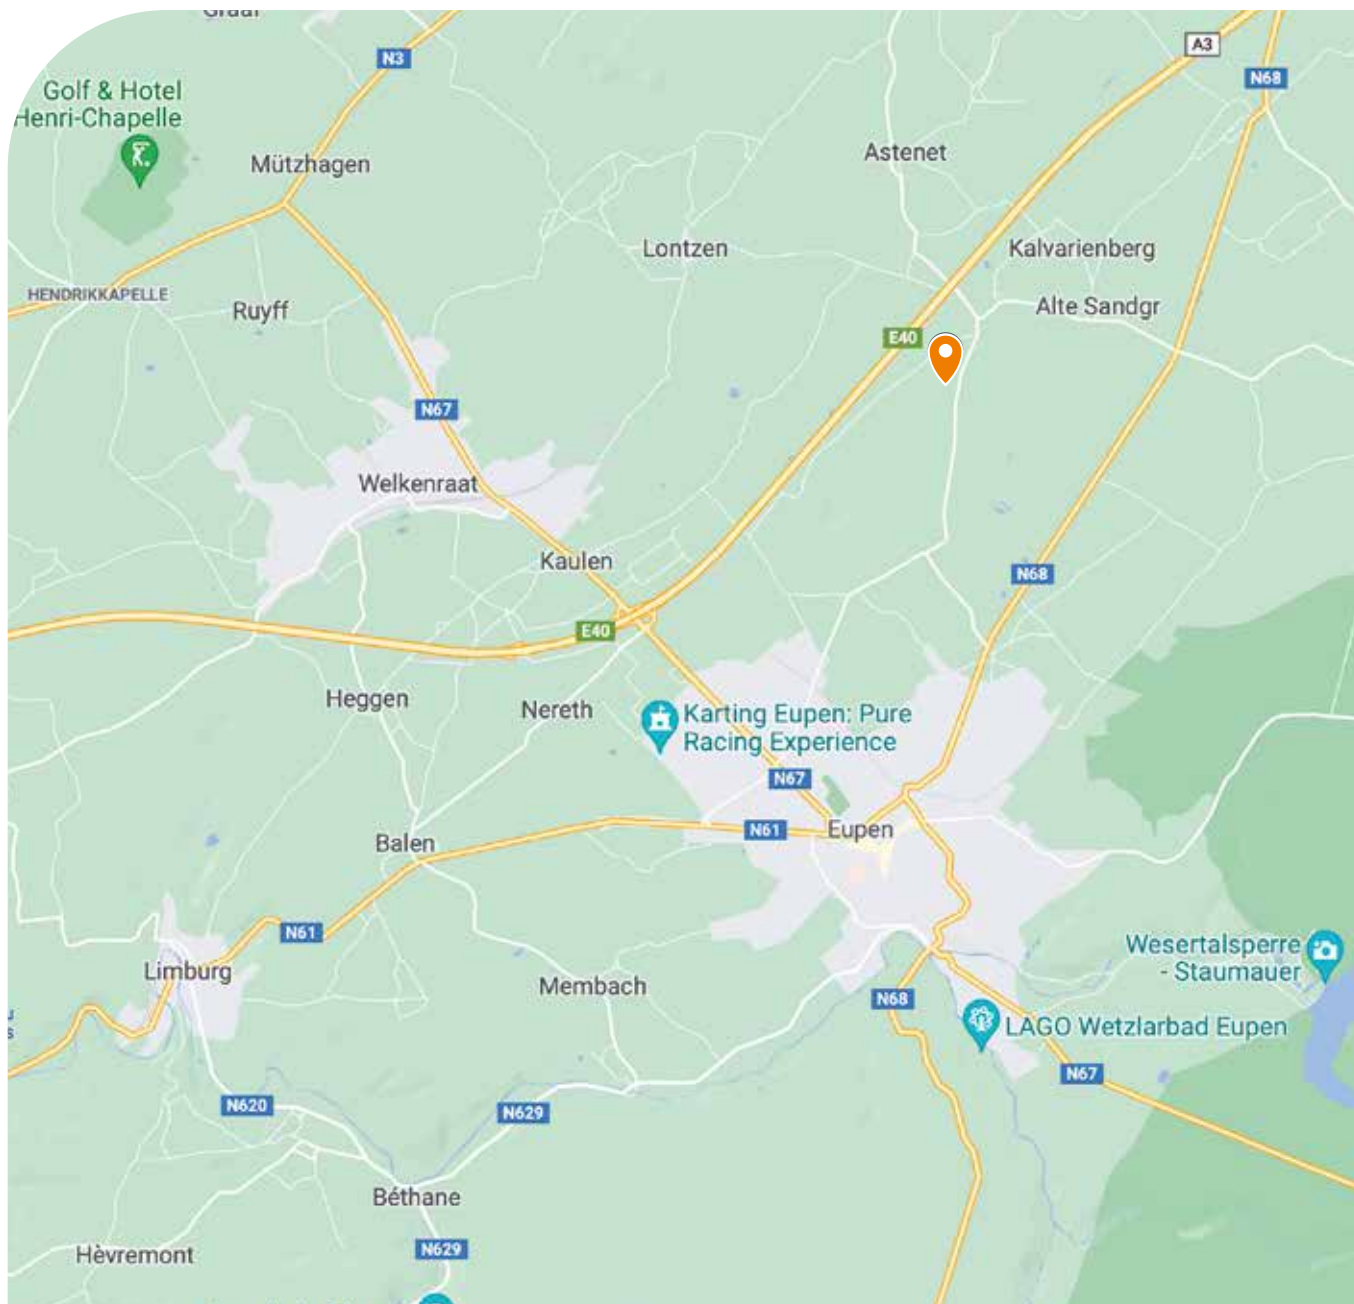 Graaf
A3
N3
N68
Golf & Hotel
Henri-Chapelle
Mützhagen
Astenet
Lontzen
Kalvarienberg
HENDRIKKAPELLE
Ruyff
Alte Sandgr
E40
N67
Welkenraat
Kaulen
N68
E40
Heggen
Nereth
Karting Eupen: Pure
Racing Experience
N67
N61
Eupen
Balen
N61
Limburg
Wesertalsperre
- Staumauer
Membach
N68
LAGO Wetzlarbad Eupen
N67
N620
N629
Béthane
Hèvremont
N629